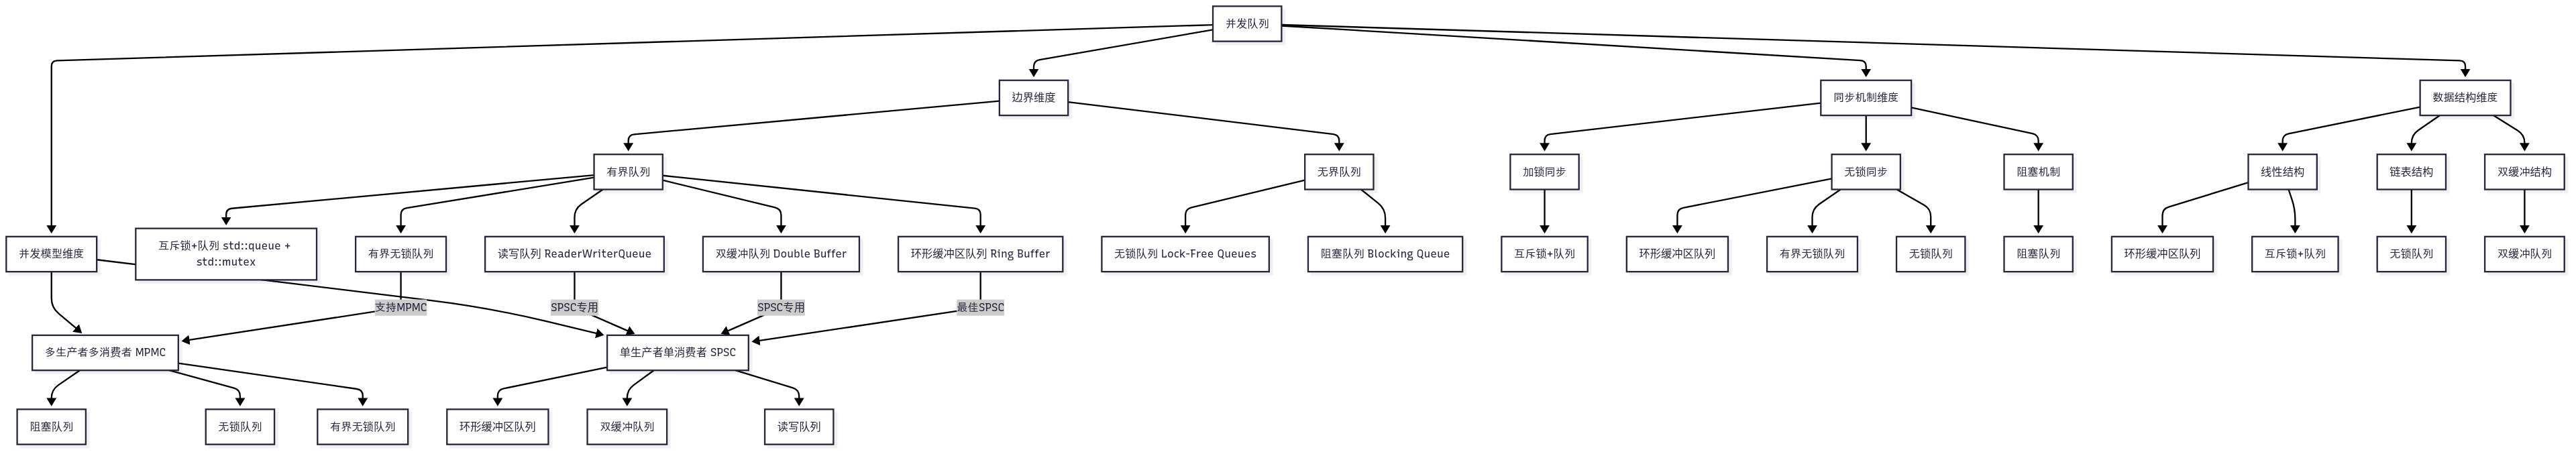 并发队列
边界维度
同步机制维度
数据结构维度
有界队列
无界队列
加锁同步
无锁同步
阻塞机制
线性结构
链表结构
双缓冲结构
并发模型维度
互斥锁+队列 std::queue +
std::mutex
有界无锁队列
读写队列 ReaderWriterQueue
双缓冲队列 Double Buffer
环形缓冲区队列 Ring Buffer
无锁队列 Lock-Free Queues
阻塞队列 Blocking Queue
互斥锁+队列
环形缓冲区队列
有界无锁队列
无锁队列
阻塞队列
环形缓冲区队列
互斥锁+队列
无锁队列
双缓冲队列
支持MPMC
SPSC专用
SPSC专用
最佳SPSC
多生产者多消费者 MPMC
单生产者单消费者 SPSC
阻塞队列
无锁队列
有界无锁队列
环形缓冲区队列
双缓冲队列
读写队列